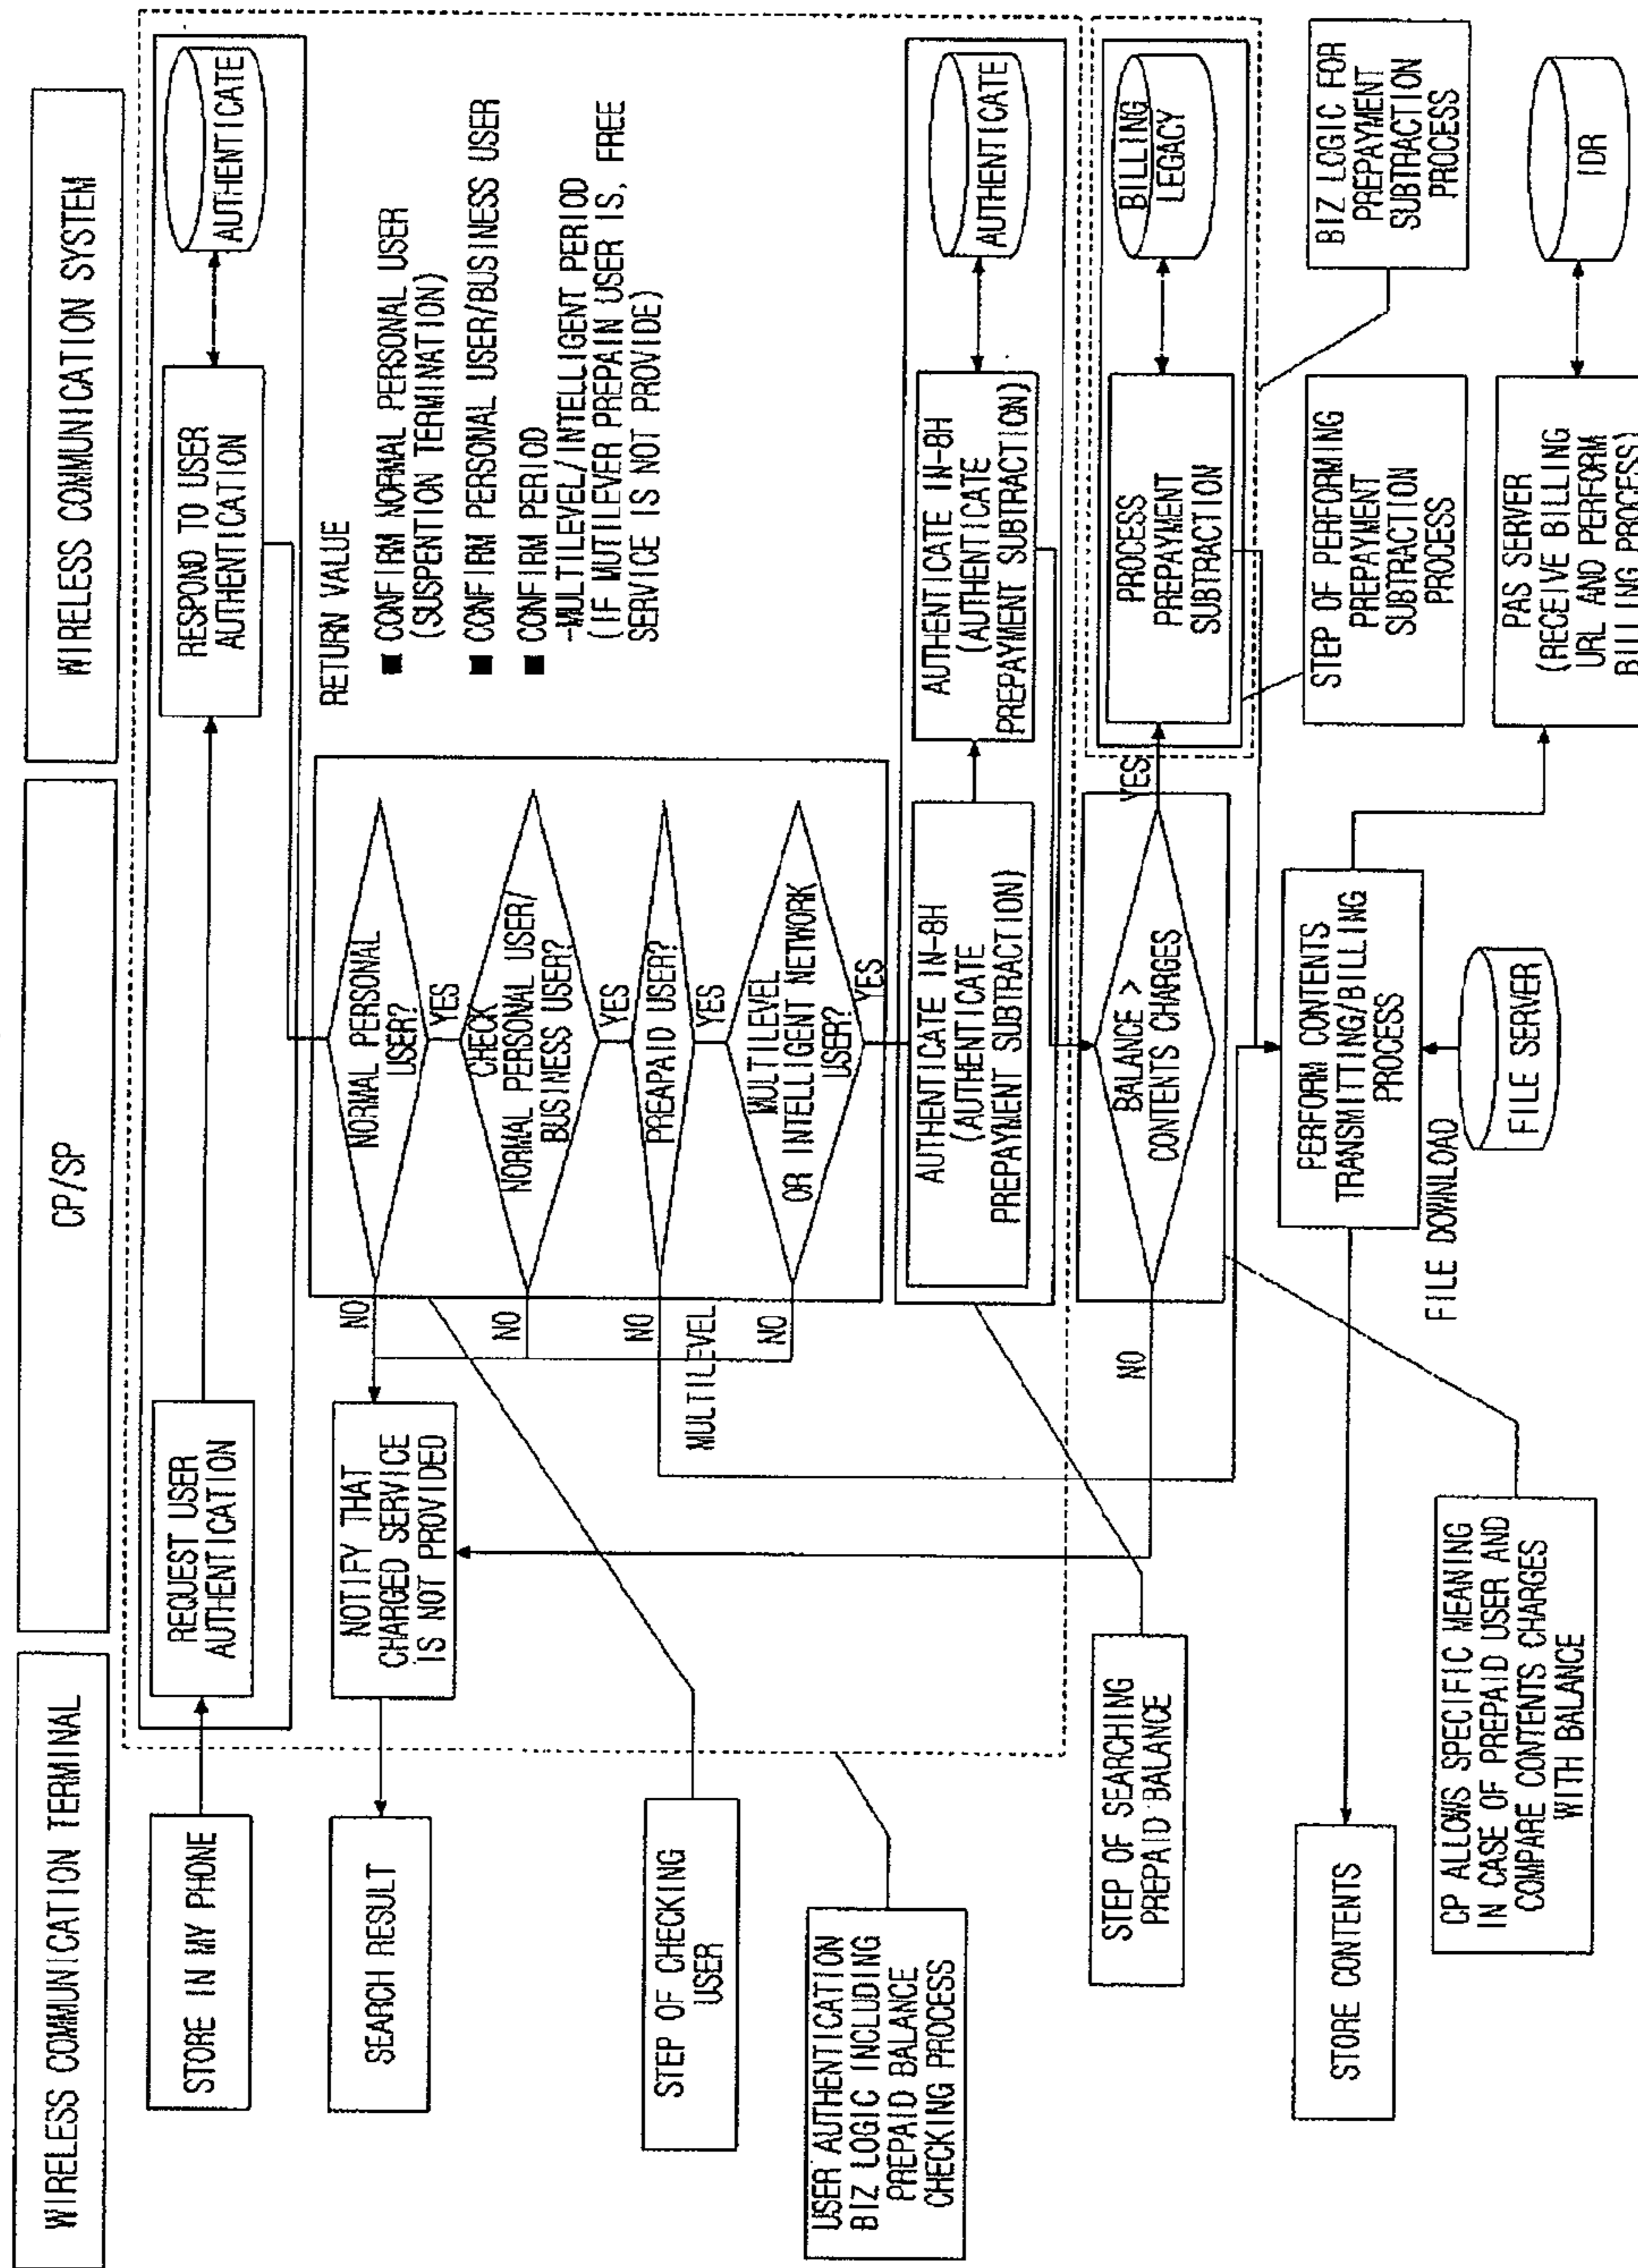 WIRELESS COMMUNICATION TERMINAL
CP/SP
WIRELESS COMMUNICATION SYSTEM
STORE IN MY PHONE
REQUEST USER
AUTHENTICATION
RESPOND TO USER
AUTHENTICATION
AUTHENTICATE
SEARCH RESULT
NOTIFY THAT
CHARGED SERVICE
IS NOT PROVIDED
NO
NORMAL PERSONAL
USER?
YES
NO
CHECK
NORMAL PERSONAL USER/
BUSINESS USER?
YES
NO
PREAPAID USER?
YES
MULTILEVEL
NO
MULTILEVEL
OR INTELLIGENT NETWORK
USER?
YES
RETURN VALUE
■ CONFIRM NORMAL PERSONAL USER
(SUSPENTION TERMINATION)
■ CONFIRM PERSONAL USER/BUSINESS USER
■ CONFIRM PERIOD
-MULTILEVEL/INTELLIGENT PERIOD
(IF MUTILEVER PREPAIN USER IS, FREE
SERVICE IS NOT PROVIDE)
STEP OF CHECKING
USER
USER AUTHENTICATION
BIZ LOGIC INCLUDING
PREPAID BALANCE
CHECKING PROCESS
AUTHENTICATE IN-8H
(AUTHENTICATE
PREPAYMENT SUBTRACTION)
AUTHENTICATE IN-8H
(AUTHENTICATE
PREPAYMENT SUBTRACTION)
AUTHENTICATE
STEP OF SEARCHING
PREPAID BALANCE
NO
BALANCE >
CONTENTS CHARGES
YES
PROCESS
PREPAYMENT
SUBTRACTION
BILLING
LEGACY
STORE CONTENTS
PERFORM CONTENTS
TRANSMITTING/BILLING
PROCESS
STEP OF PERFORMING
PREPAYMENT
SUBTRACTION
PROCESS
BIZ LOGIC FOR
PREPAYMENT
SUBTRACTION
PROCESS
CP ALLOWS SPECIFIC MEANING
IN CASE OF PREPAID USER AND
COMPARE CONTENTS CHARGES
WITH BALANCE
FILE DOWNLOAD
FILE SERVER
PAS SERVER
(RECEIVE BILLING
URL AND PERFORM
BILLING PROCESS)
IDR